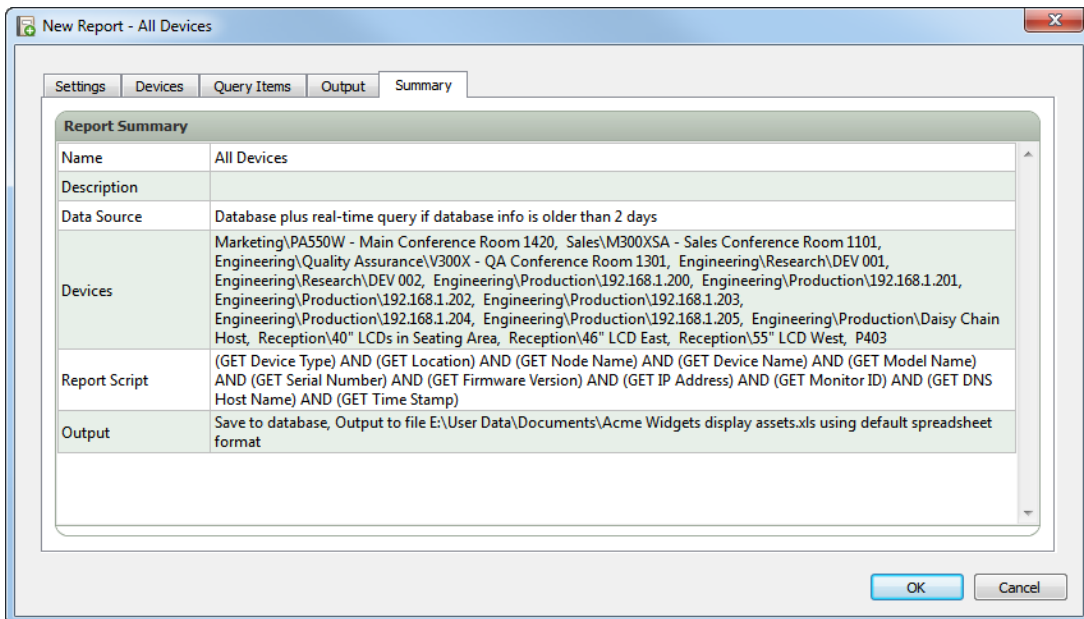 New Report - All Devices
Settings Devices Query Items Output Summary
Report Summary
Name All Devices
Description
Data Source Database plus real-time query if database info is older than 2 days
Devices
Marketing\PA550W - Main Conference Room 1420, Sales\M300XSA - Sales Conference Room 1101,
Engineering\Quality Assurance\V300X - QA Conference Room 1301, Engineering\Research\DEV 001,
Engineering\Research\DEV 002, Engineering\Production\192.168.1.200, Engineering\Production\192.168.1.201,
Engineering\Production\192.168.1.202, Engineering\Production\192.168.1.203,
Engineering\Production\192.168.1.204, Engineering\Production\192.168.1.205, Engineering\Production\Daisy Chain
Host, Reception\40" LCDs in Seating Area, Reception\46" LCD East, Reception\55" LCD West, P403
Report Script
(GET Device Type) AND (GET Location) AND (GET Node Name) AND (GET Device Name) AND (GET Model Name)
AND (GET Serial Number) AND (GET Firmware Version) AND (GET IP Address) AND (GET Monitor ID) AND (GET DNS
Host Name) AND (GET Time Stamp)
Output
Save to database, Output to file E:\User Data\Documents\Acme Widgets display assets.xls using default spreadsheet
format
OK Cancel